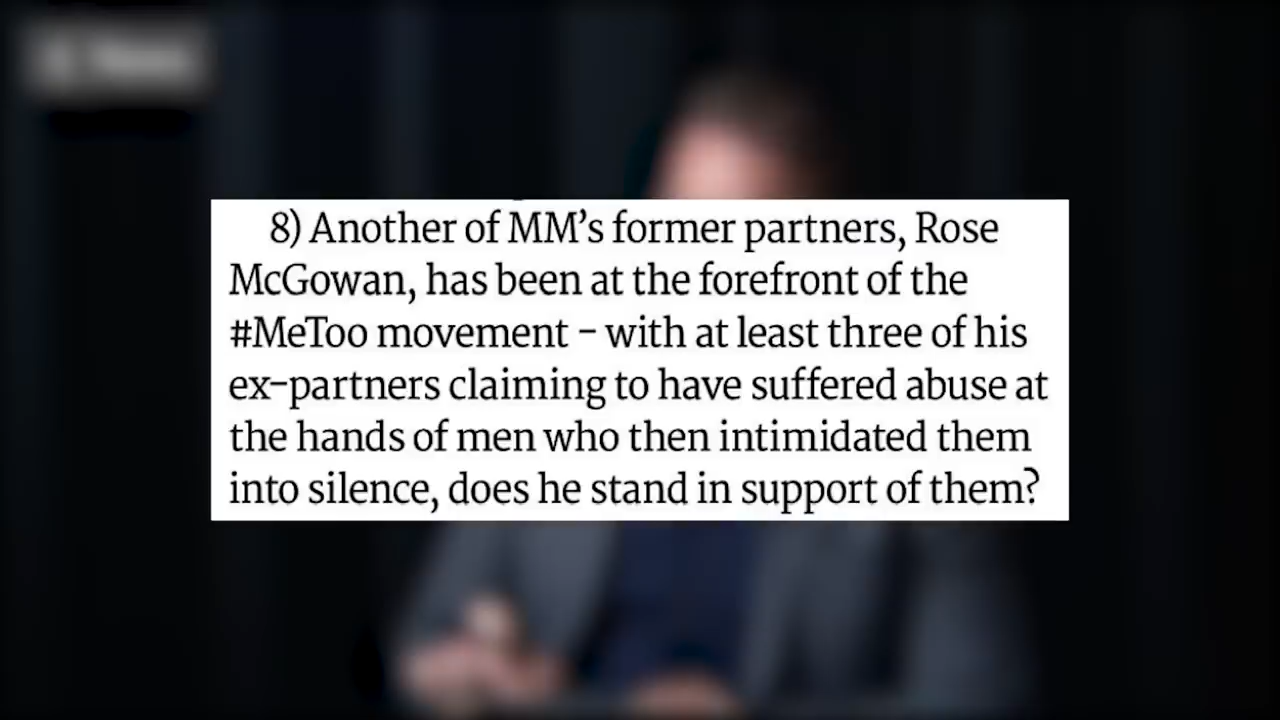 8) Another of MM’s former partners, Rose
McGowan, has been at the forefront of the
#MeToo movement – with at least three of his
ex-partners claiming to have suffered abuse at
the hands of men who then intimidated them
into silence, does he stand in support of them?